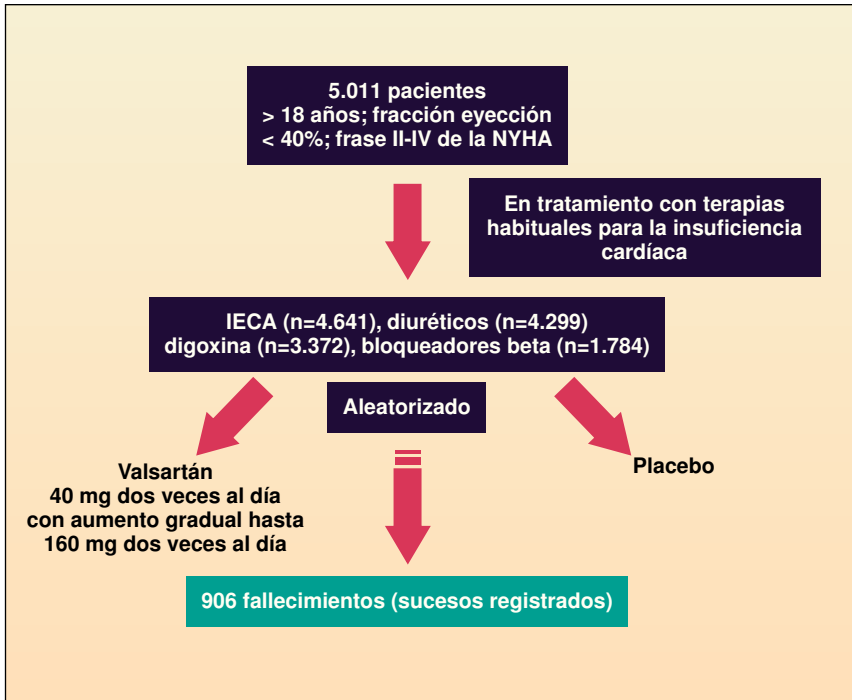 5.011 pacientes
> 18 años; fracción eyección
< 40%; frase II-IV de la NYHA
En tratamiento con terapias
habituales para la insuficiencia
cardíaca
IECA (n=4.641), diuréticos (n=4.299)
digoxina (n=3.372), bloqueadores beta (n=1.784)
Aleatorizado
Valsartán
40 mg dos veces al día
con aumento gradual hasta
160 mg dos veces al día
Placebo
906 fallecimientos (sucesos registrados)